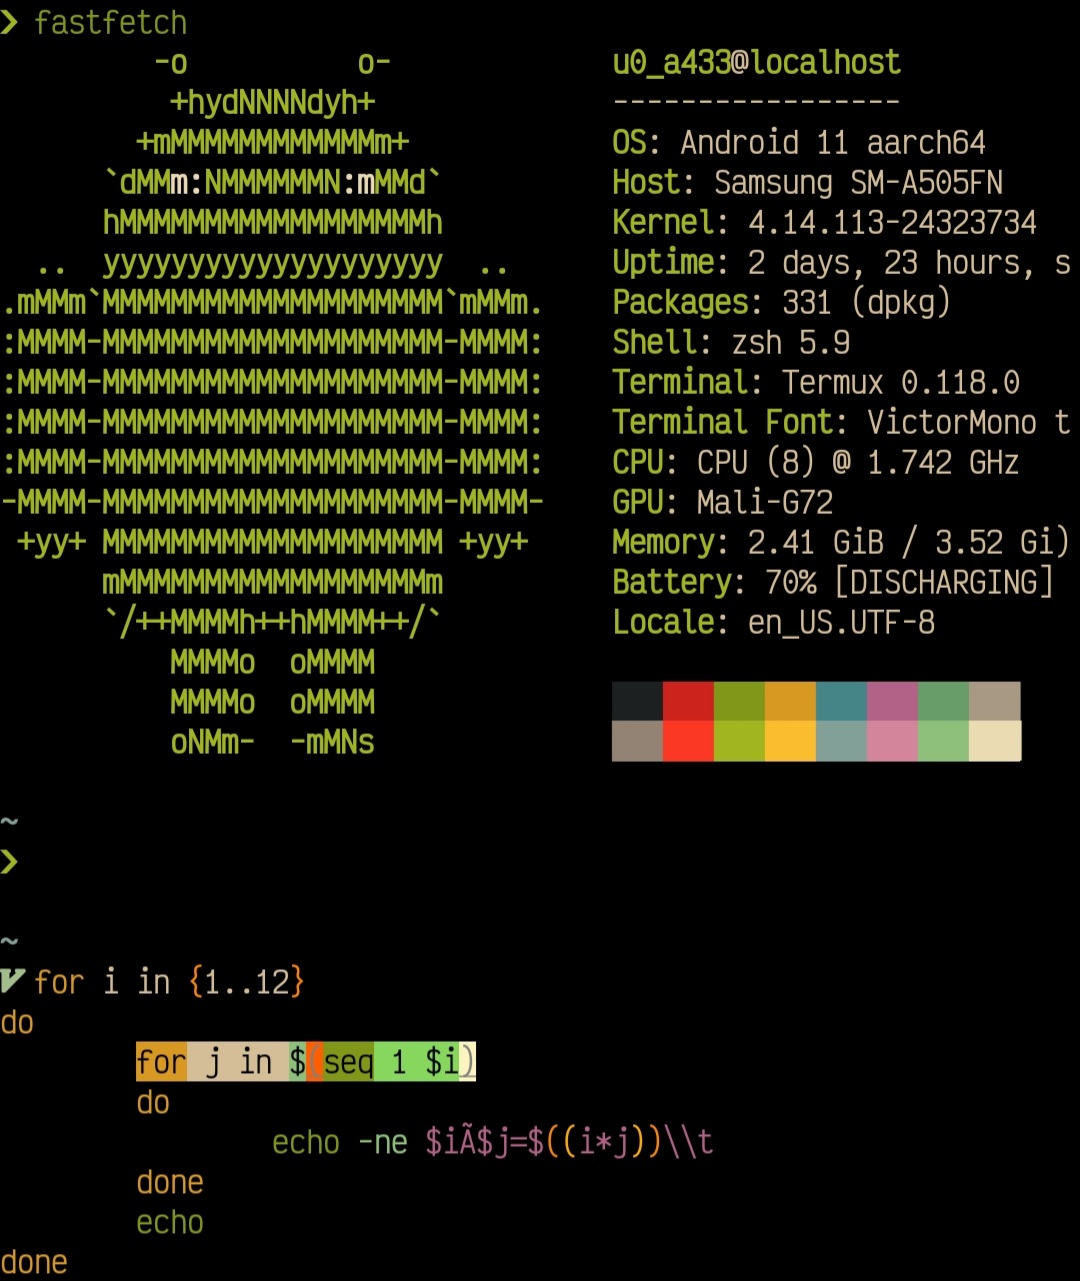 ❯ fastfetch
         -o          o-
          +hydNNNNdyh+
        +mMMMMMMMMMMMMm+
      `dMMm:NMMMMMMN:mMMd`
      hMMMMMMMMMMMMMMMMMMh
  ..  yyyyyyyyyyyyyyyyyyyy  ..
.mMMm`MMMMMMMMMMMMMMMMMMMM`mMMm.
:MMMM-MMMMMMMMMMMMMMMMMMMM-MMMM:
:MMMM-MMMMMMMMMMMMMMMMMMMM-MMMM:
:MMMM-MMMMMMMMMMMMMMMMMMMM-MMMM:
:MMMM-MMMMMMMMMMMMMMMMMMMM-MMMM:
-MMMM-MMMMMMMMMMMMMMMMMMMM-MMMM-
 +yy+ MMMMMMMMMMMMMMMMMMMM +yy+
      mMMMMMMMMMMMMMMMMMMm
      `/++MMMMh++hMMMM++/`
          MMMMo  oMMMM
          MMMMo  oMMMM
          oNMm-  -mMNs
u0_a433@localhost
-----------------
OS: Android 11 aarch64
Host: Samsung SM-A505FN
Kernel: 4.14.113-24323734
Uptime: 2 days, 23 hours, s
Packages: 331 (dpkg)
Shell: zsh 5.9
Terminal: Termux 0.118.0
Terminal Font: VictorMono t
CPU: CPU (8) @ 1.742 GHz
GPU: Mali-G72
Memory: 2.41 GiB / 3.52 Gi)
Battery: 70% [DISCHARGING]
Locale: en_US.UTF-8
~
❯
~
V for i in {1..12}
do
        for j in $(seq 1 $i)
        do
                echo -ne $iÃ$j=$((i*j))\\t
        done
        echo
done